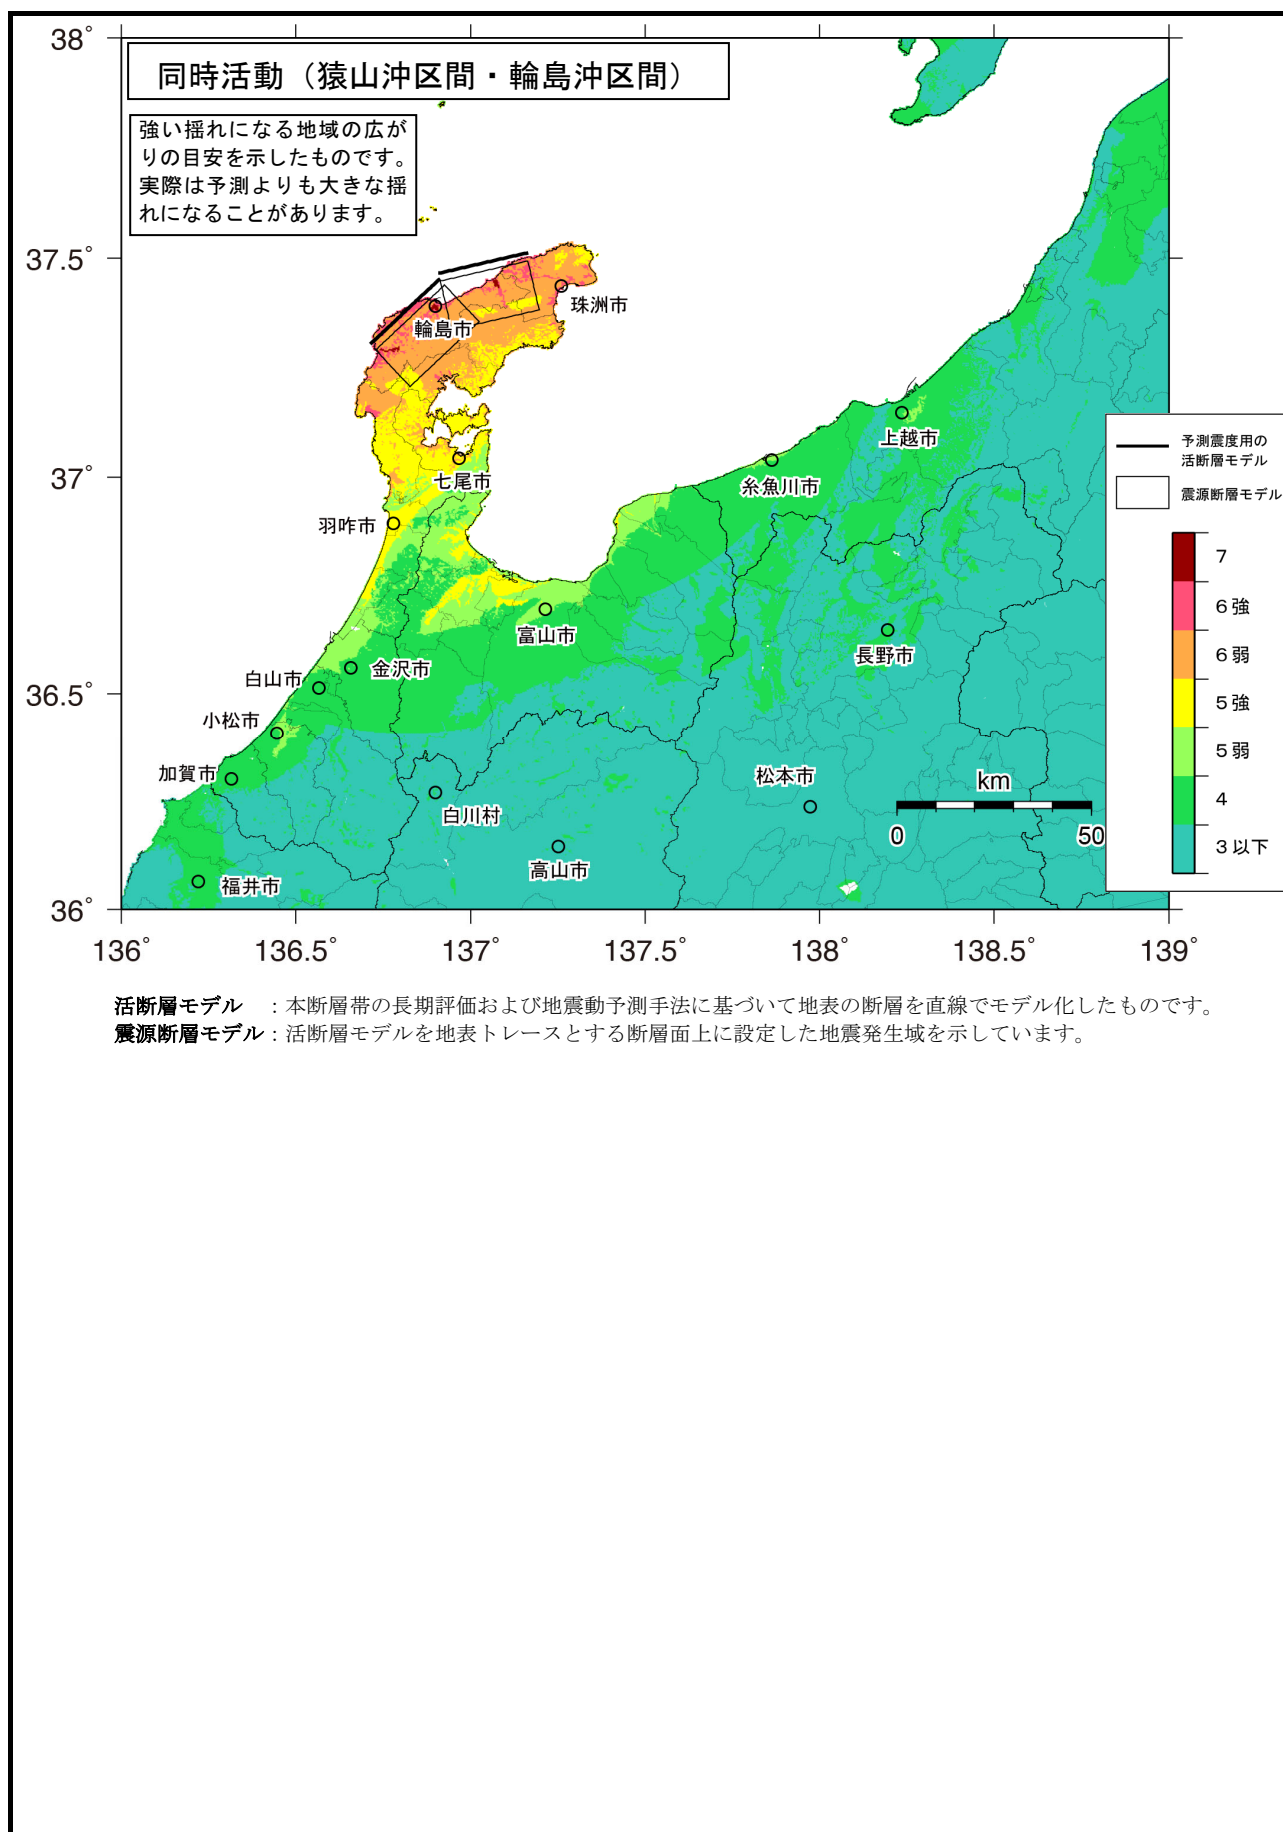 38°
同時活動（猿山沖区間・輪島沖区間）
強い揺れになる地域の広が
りの目安を示したものです。
実際は予測よりも大きな揺
れになることがあります。
37.5°
珠洲市
輪島市
上越市
予測震度用の
活断層モデル
37°
七尾市
糸魚川市
震源断層モデル
羽咋市
7
6強
富山市
6弱
長野市
金沢市
白山市
36.5°
5強
小松市
5弱
加賀市
松本市
km
4
白川村
0
50
3以下
高山市
福井市
36°
136°
136.5°
137°
137.5°
138°
138.5°
139°
活断層モデル ：本断層帯の長期評価および地震動予測手法に基づいて地表の断層を直線でモデル化したものです。
震源断層モデル：活断層モデルを地表トレースとする断層面上に設定した地震発生域を示しています。